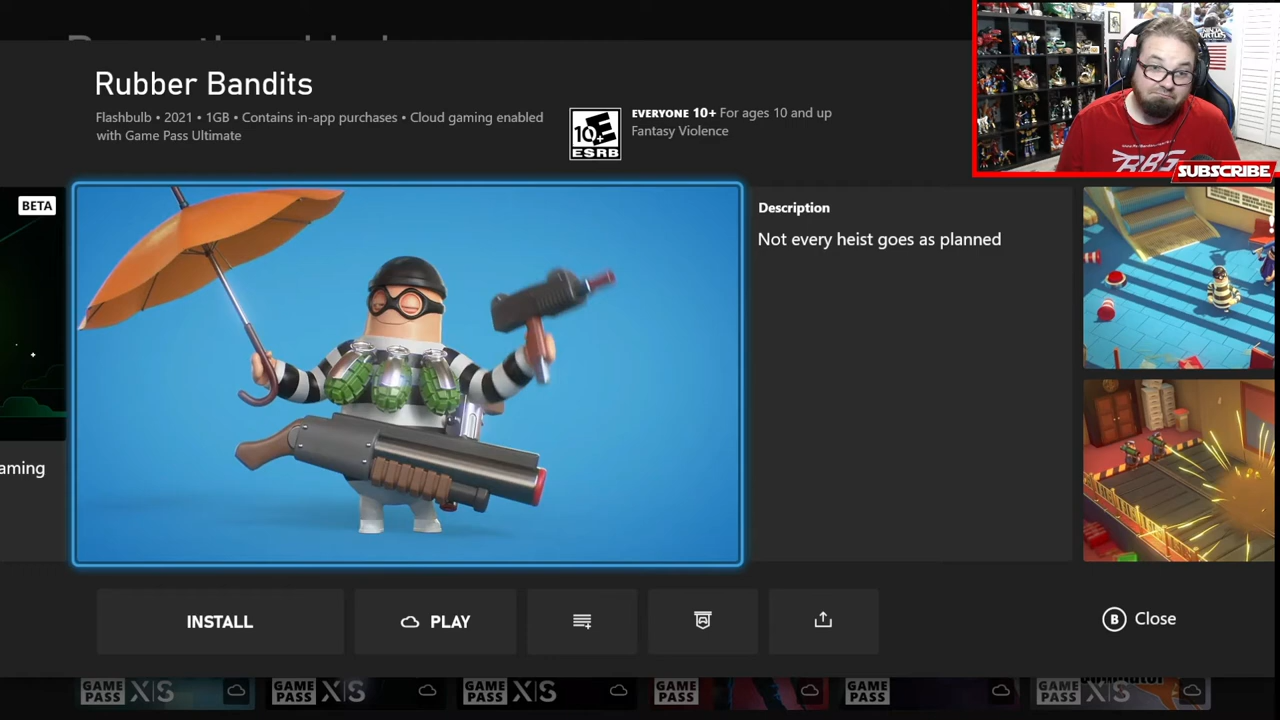 Rubber Bandits
Flashbulb • 2021 • 1GB • Contains in-app purchases • Cloud gaming enabled
with Game Pass Ultimate
EVERYONE 10+ For ages 10 and up
Fantasy Violence
10+
ESRB
RBG
SUBSCRIBE
BETA
aming
Description
Not every heist goes as planned
INSTALL
PLAY
B Close
GAME PASS X|S
GAME PASS X|S
GAME PASS X|S
GAME PASS
GAME PASS
GAME PASS X|S